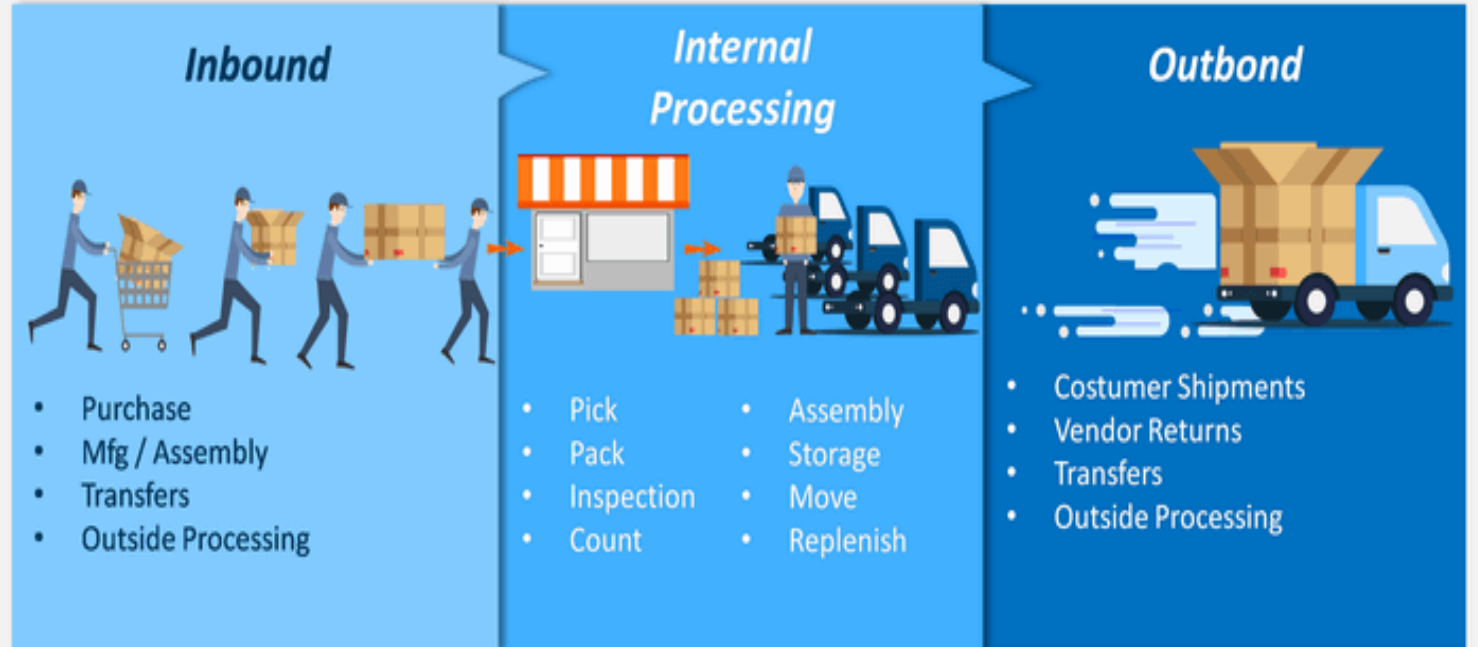 Inbound
Internal
Processing
Outbond
• Purchase
• Mfg / Assembly
• Transfers
• Outside Processing
• Pick
• Pack
• Inspection
• Count
• Assembly
• Storage
• Move
• Replenish
• Costumer Shipments
• Vendor Returns
• Transfers
• Outside Processing